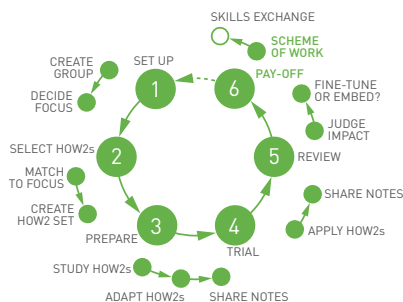 SKILLS EXCHANGE
SCHEME
OF WORK
SET UP
CREATE
GROUP
PAY-OFF
1
6
DECIDE
FOCUS
FINE-TUNE
OR EMBED?
JUDGE
IMPACT
SELECT HOW2s
2
5
REVIEW
MATCH
TO FOCUS
SHARE NOTES
CREATE
HOW2 SET
3
4
APPLY HOW2s
PREPARE
TRIAL
STUDY HOW2s
ADAPT HOW2s
SHARE NOTES